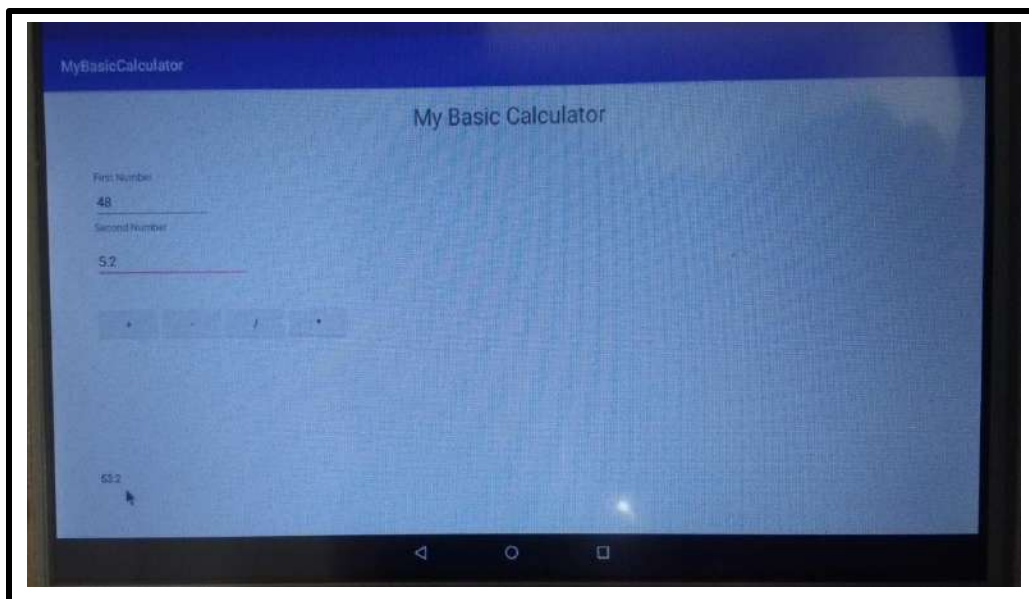 MyBasicCalculator
My Basic Calculator
First Number
48
Second Number
5.2
+ - / *
53.2